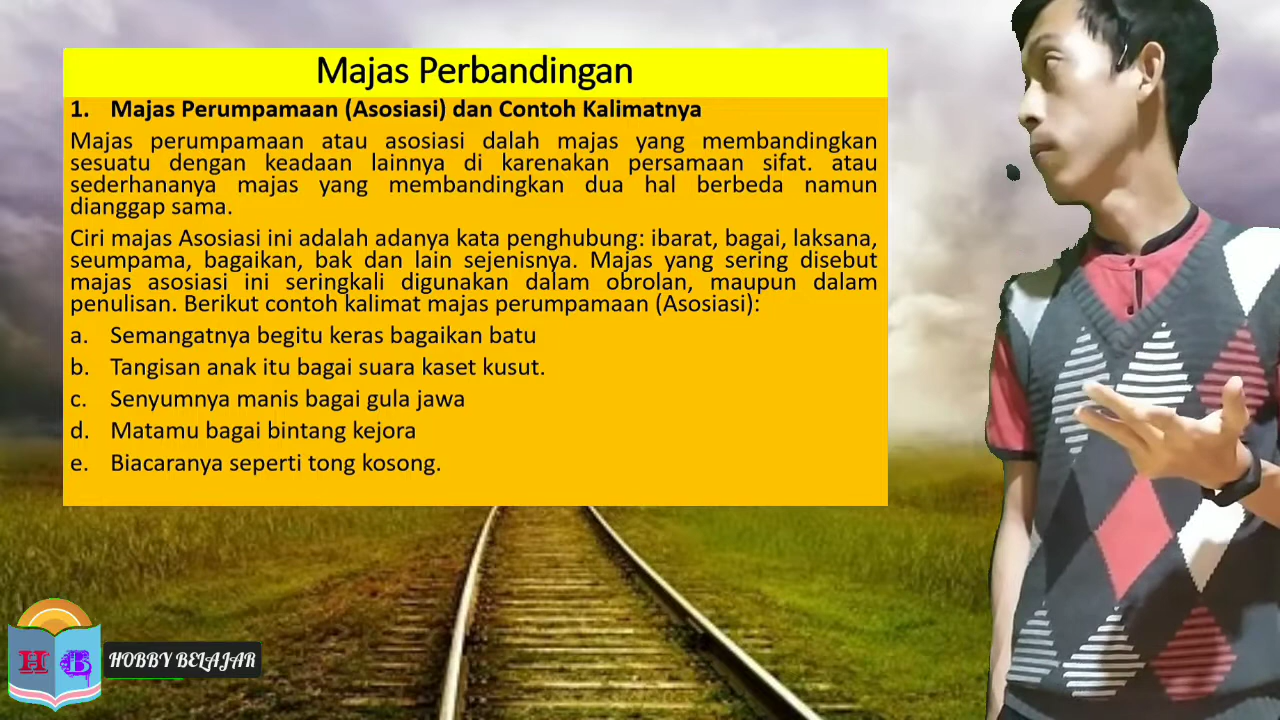 Majas Perbandingan
1. Majas Perumpamaan (Asosiasi) dan Contoh Kalimatnya
Majas perumpamaan atau asosiasi dalah majas yang membandingkan
sesuatu dengan keadaan lainnya di karenakan persamaan sifat. atau
sederhananya majas yang membandingkan dua hal berbeda namun
dianggap sama.
Ciri majas Asosiasi ini adalah adanya kata penghubung: ibarat, bagai, laksana,
seumpama, bagaikan, bak dan lain sejenisnya. Majas yang sering disebut
majas asosiasi ini seringkali digunakan dalam obrolan, maupun dalam
penulisan. Berikut contoh kalimat majas perumpamaan (Asosiasi):
a. Semangatnya begitu keras bagaikan batu
b. Tangisan anak itu bagai suara kaset kusut.
c. Senyumnya manis bagai gula jawa
d. Matamu bagai bintang kejora
e. Biacaranya seperti tong kosong.
H B
HOBBY BELAJAR